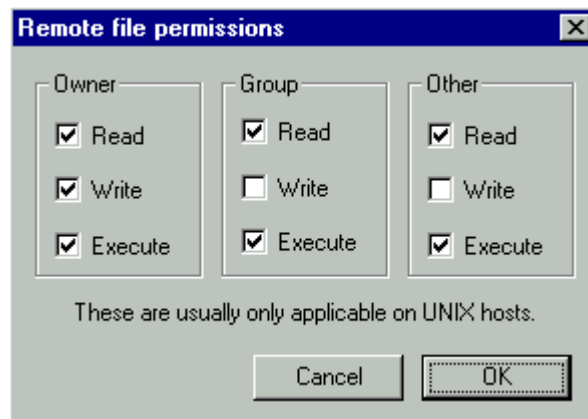 Remote file permissions
Owner Group Other
Read Read Read
Write Write Write
Execute Execute Execute
These are usually only applicable on UNIX hosts.
Cancel OK